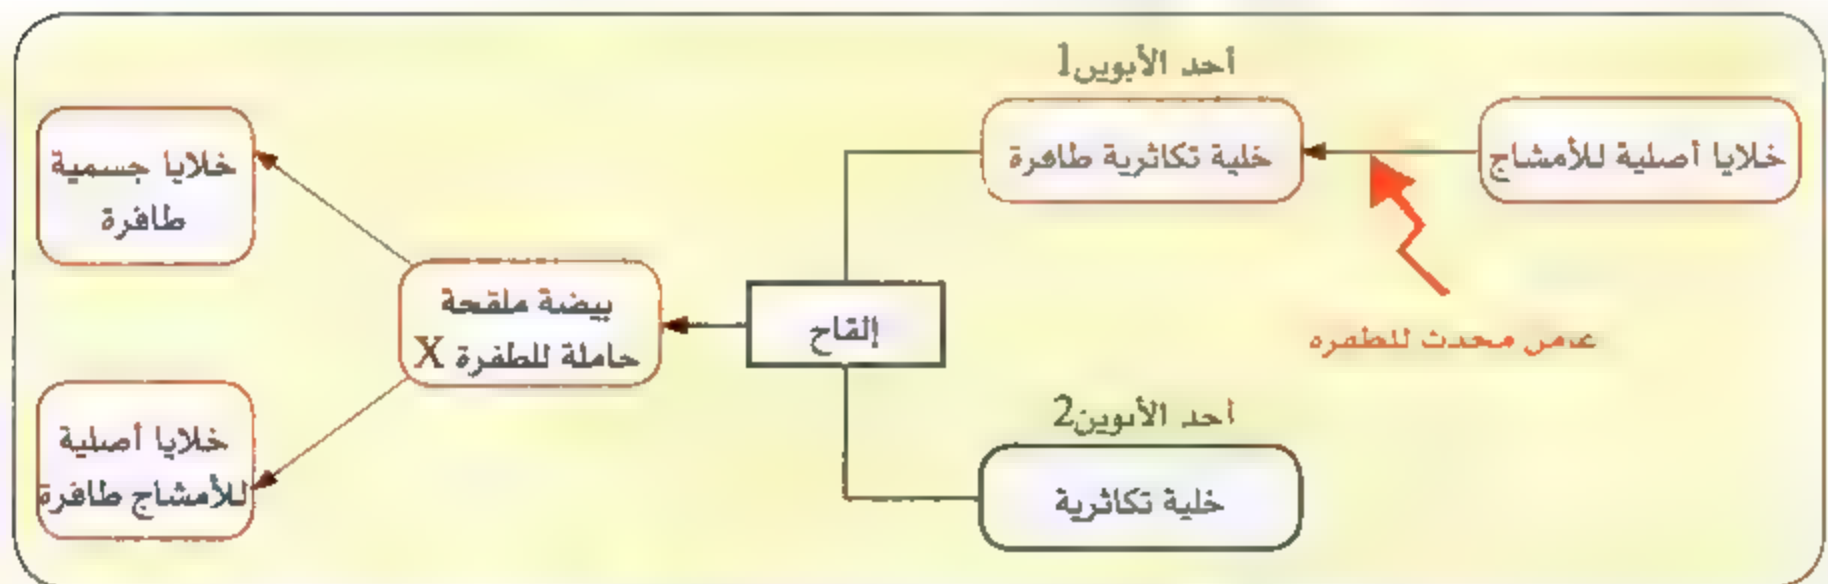 أحد الأبوين1
خلايا أصلية للأمشاج
خلية تكاثرية طافرة
عامل محدث للطفرة
إلقاح
أحد الأبوين2
خلية تكاثرية
بيضة ملقحة
حاملة للطفرة X
خلايا جسمية
طافرة
خلايا أصلية
للأمشاج طافرة